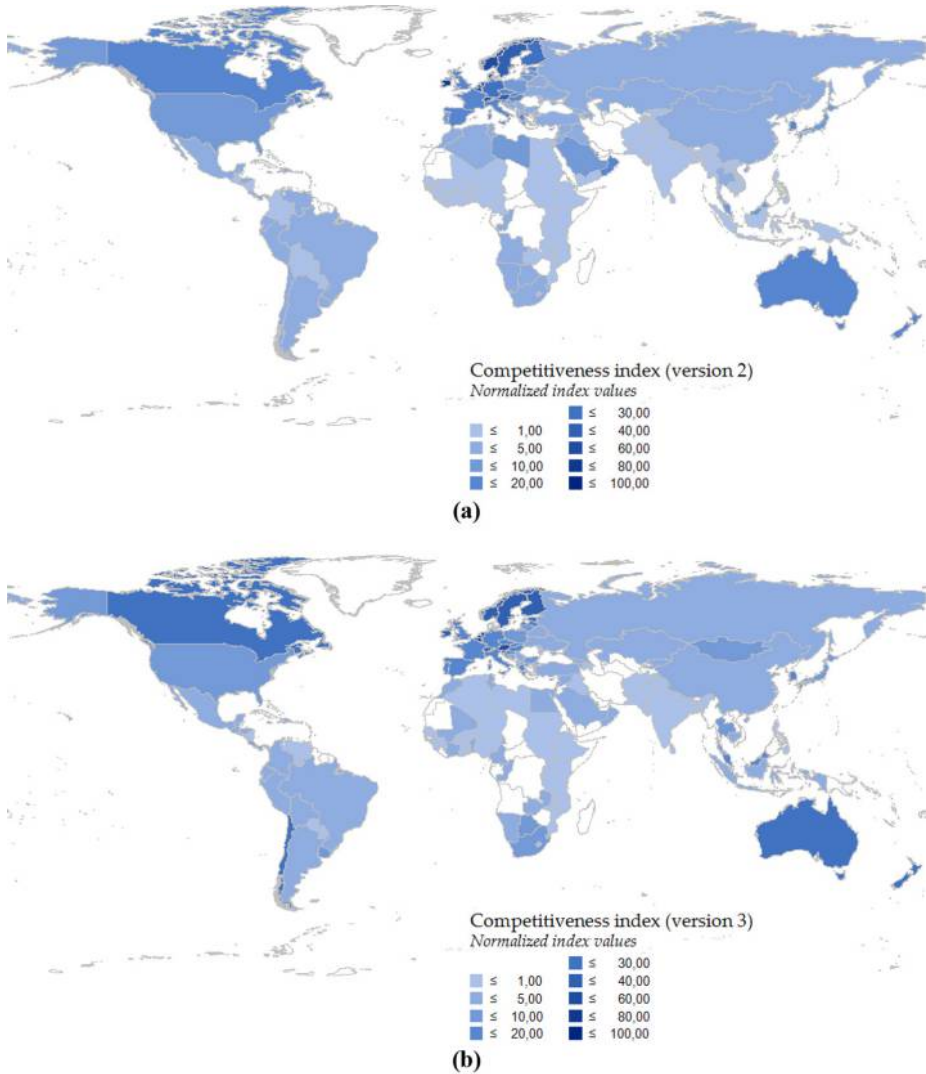 Competitiveness index (version 2)
Normalized index values
≤ 30,00
≤ 1,00 ≤ 40,00
≤ 5,00 ≤ 60,00
≤ 10,00 ≤ 80,00
≤ 20,00 ≤ 100,00
(a)
Competitiveness index (version 3)
Normalized index values
≤ 30,00
≤ 1,00 ≤ 40,00
≤ 5,00 ≤ 60,00
≤ 10,00 ≤ 80,00
≤ 20,00 ≤ 100,00
(b)